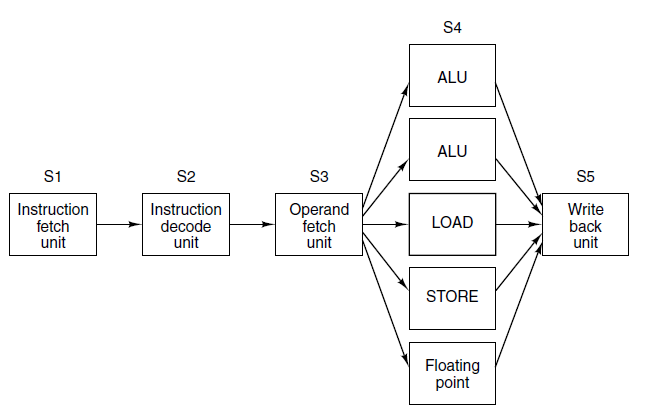 S4
ALU
ALU
S1
S2
S3
S5
Instruction
fetch
unit
Instruction
decode
unit
Operand
fetch
unit
LOAD
Write
back
unit
STORE
Floating
point